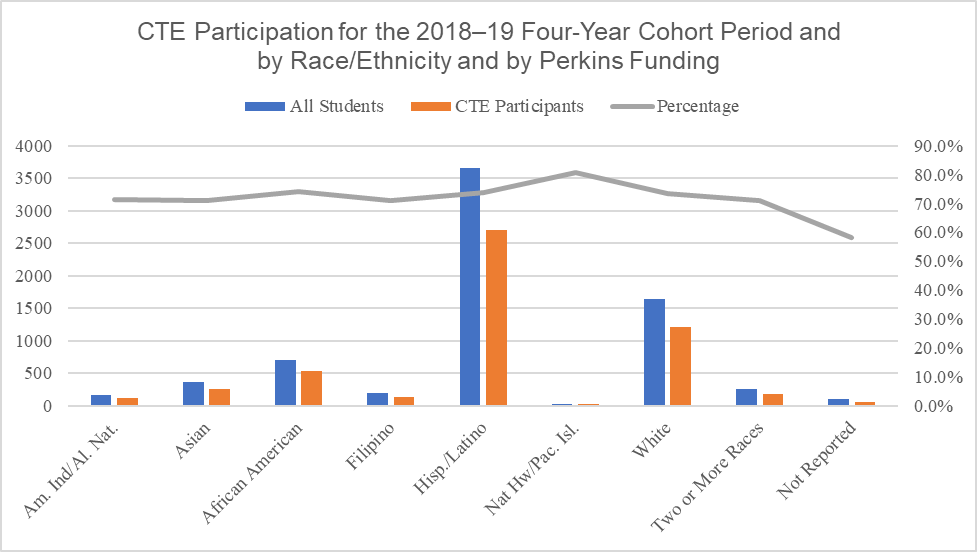 CTE Participation for the 2018–19 Four-Year Cohort Period and
by Race/Ethnicity and by Perkins Funding
All Students CTE Participants Percentage
4000 90.0%
3500 80.0%
3000 70.0%
2500 60.0%
2000 50.0%
1500 40.0%
1000 30.0%
500 20.0%
0 10.0%
0.0%
Am. Ind/Al. Nat.
Asian
African American
Filipino
Hisp./Latino
Nat Hw/Pac. Isl.
White
Two or More Races
Not Reported